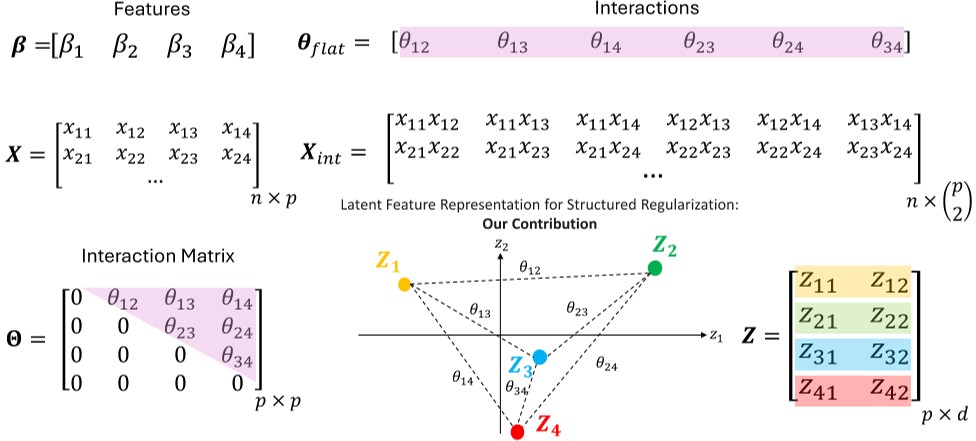 Features
Interactions
β =[β₁ β₂ β₃ β₄]
θ_flat = [θ₁₂ θ₁₃ θ₁₄ θ₂₃ θ₂₄ θ₃₄]
X = [x₁₁ x₁₂ x₁₃ x₁₄
x₂₁ x₂₂ x₂₃ x₂₄
...] n × p
X_int = [x₁₁x₁₂ x₁₁x₁₃ x₁₁x₁₄ x₁₂x₁₃ x₁₂x₁₄ x₁₃x₁₄
x₂₁x₂₂ x₂₁x₂₃ x₂₁x₂₄ x₂₂x₂₃ x₂₂x₂₄ x₂₃x₂₄
...] n × (p 2)
Latent Feature Representation for Structured Regularization:
Our Contribution
Interaction Matrix
Θ = [0 θ₁₂ θ₁₃ θ₁₄
0 0 θ₂₃ θ₂₄
0 0 0 θ₃₄
0 0 0 0] p × p
z₂
Z₁
Z₂
θ₁₂
θ₁₃
θ₂₃
z₁
Z₃
θ₁₄
θ₃₄
θ₂₄
Z₄
Z = [Z₁₁ Z₁₂
Z₂₁ Z₂₂
Z₃₁ Z₃₂
Z₄₁ Z₄₂] p × d